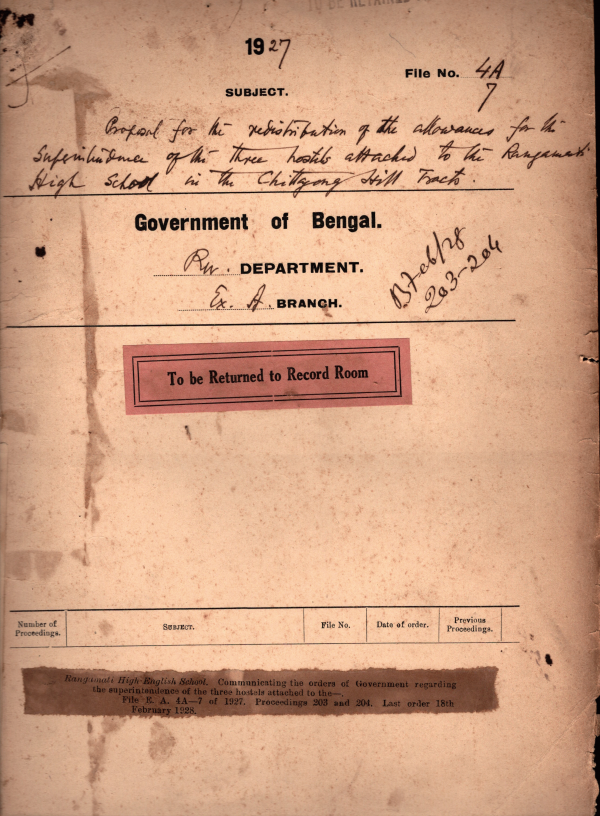 TO BE RETAINED
1927
File No. 4A
7
SUBJECT.
Proposal for the redistribution of the allowances for the
Superintendence of the three hostels attached to the Rangamati
High School in the Chittagong Hill Tracts.
Government of Bengal.
Rev. DEPARTMENT.
Ex. A. BRANCH.
B Feb/28
203-204
To be Returned to Record Room
Number of Proceedings. SUBJECT. File No. Date of order. Previous Proceedings.
Rangamati High English School. Communicating the orders of Government regarding
the superintendence of the three hostels attached to the—.
File E. A. 4A—7 of 1927. Proceedings 203 and 204. Last order 18th
February 1928.